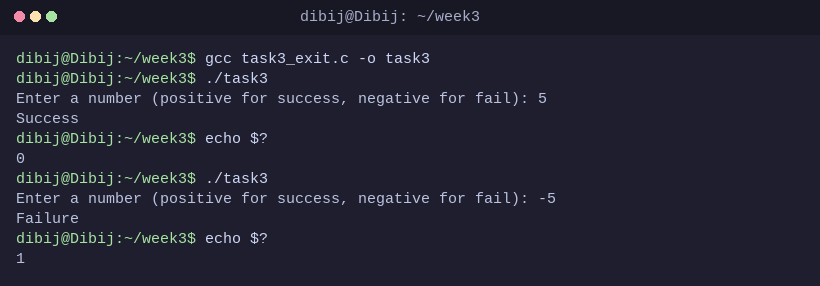 dibij@Dibij: ~/week3
dibij@Dibij:~/week3$ gcc task3_exit.c -o task3
dibij@Dibij:~/week3$ ./task3
Enter a number (positive for success, negative for fail): 5
Success
dibij@Dibij:~/week3$ echo $?
0
dibij@Dibij:~/week3$ ./task3
Enter a number (positive for success, negative for fail): -5
Failure
dibij@Dibij:~/week3$ echo $?
1